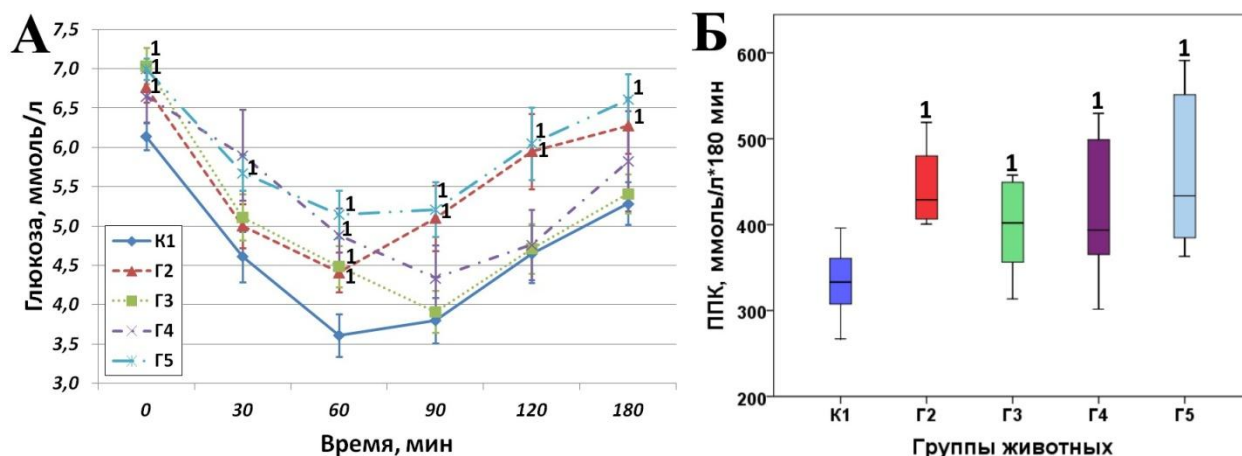 А
Глюкоза, ммоль/л
7,5
7,0
6,5
6,0
5,5
5,0
4,5
4,0
3,5
3,0
1
1
1
1
1
1
1
1
1
1
1
1
1
1
К1
Г2
Г3
Г4
Г5
0 30 60 90 120 180
Время, мин
Б
ППК, ммоль/л*180 мин
600
500
400
200
300
1
1
1
1
К1 Г2 Г3 Г4 Г5
Группы животных